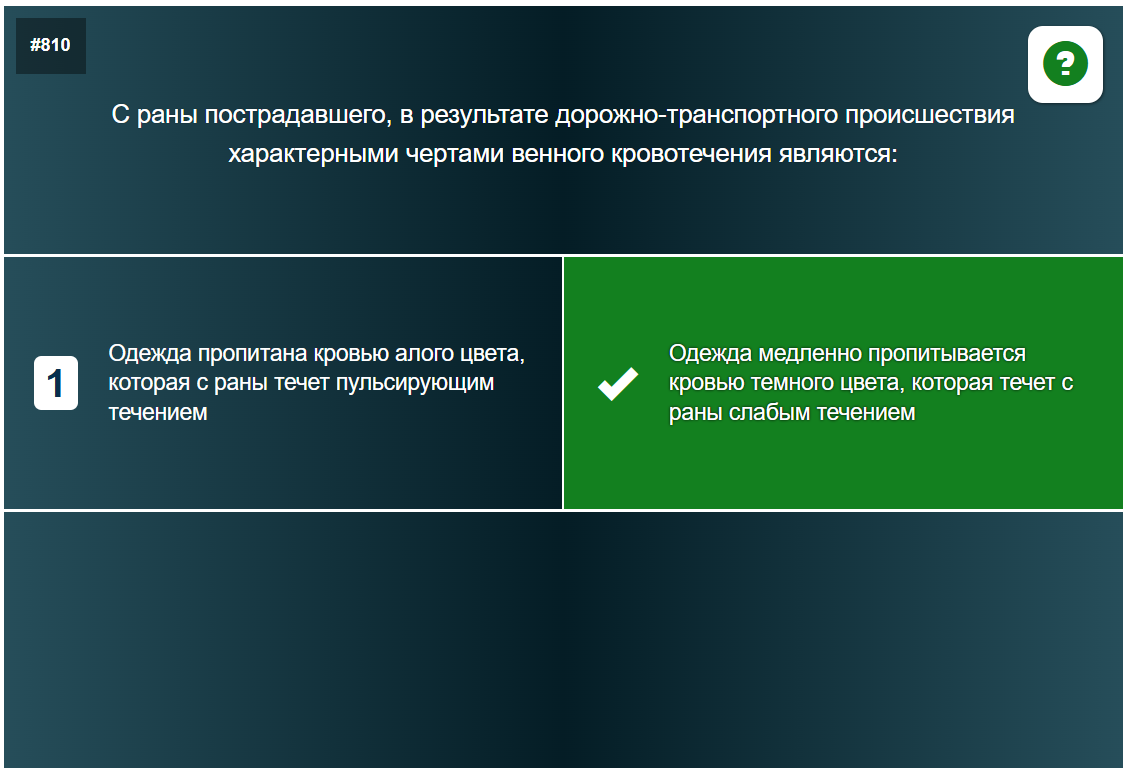 #810
?
С раны пострадавшего, в результате дорожно-транспортного происшествия
характерными чертами венного кровотечения являются:
1
Одежда пропитана кровью алого цвета,
которая с раны течет пульсирующим
течением
Одежда медленно пропитывается
кровью темного цвета, которая течет с
раны слабым течением